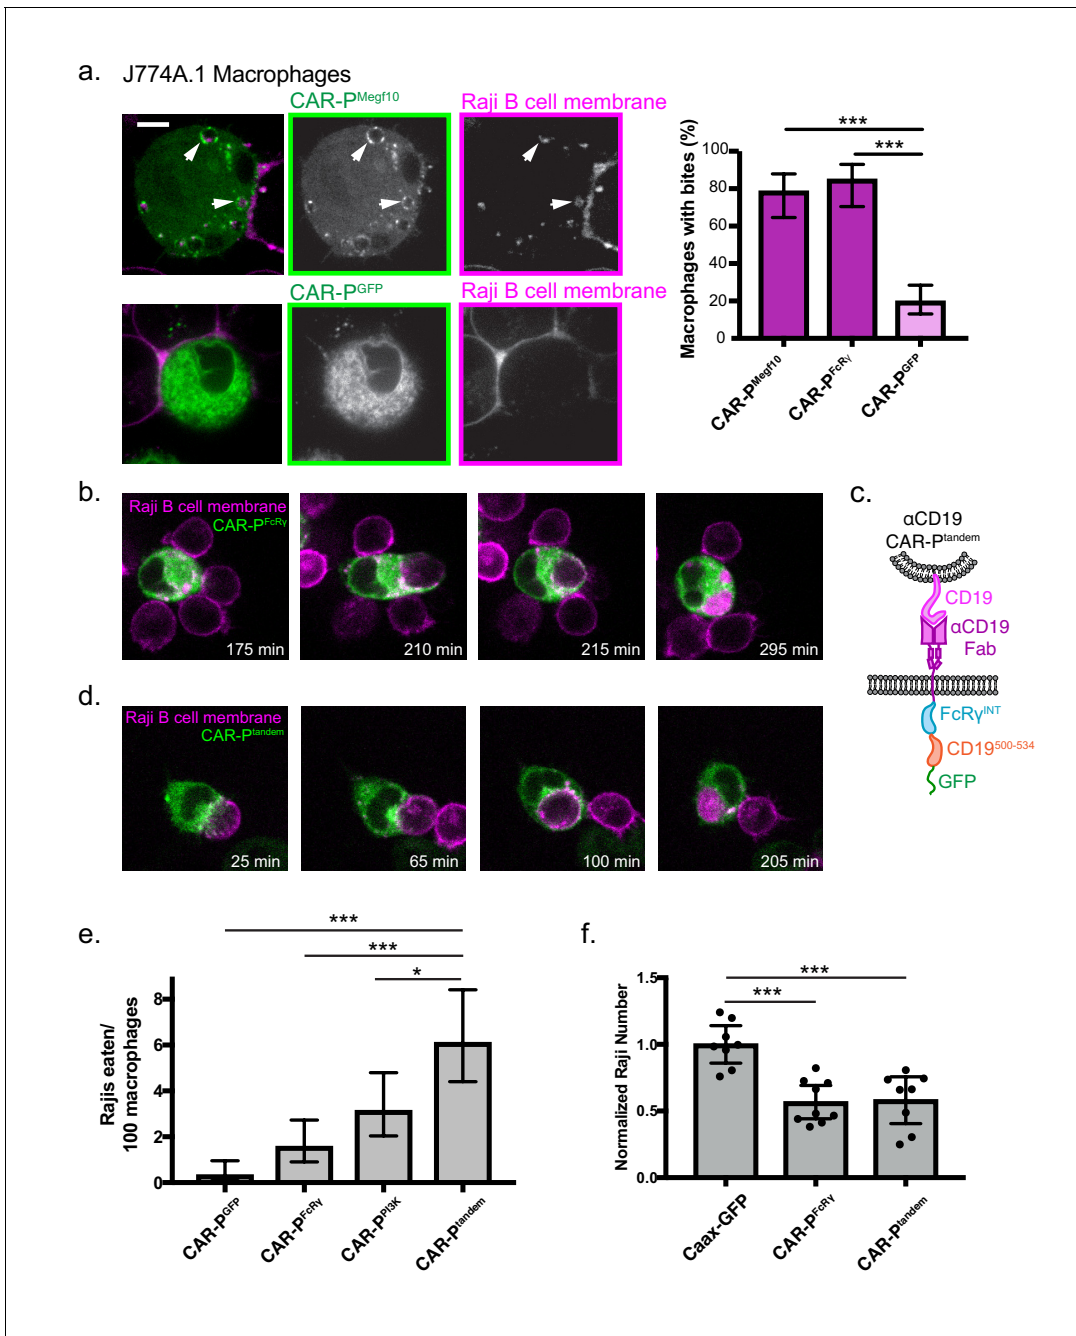 a.
J774A.1 Macrophages
CAR-P^Megf10
Raji B cell membrane
CAR-P^GFP
Raji B cell membrane
***
***
Macrophages with bites (%)
100
80
60
40
20
0
CAR-P^Megf10
CAR-P^FcRγ
CAR-P^GFP
b.
Raji B cell membrane
CAR-P^FcRγ
175 min
210 min
215 min
295 min
c.
αCD19
CAR-P^tandem
CD19
αCD19
Fab
FcRγ^INT
CD19^500-534
GFP
d.
Raji B cell membrane
CAR-P^tandem
25 min
65 min
100 min
205 min
e.
***
***
*
Rajis eaten/
100 macrophages
8
6
4
2
0
CAR-P^GFP
CAR-P^FcRγ
CAR-P^PI3K
CAR-P^tandem
f.
***
***
Normalized Raji Number
1.5
1.0
0.5
0.0
Caax-GFP
CAR-P^FcRγ
CAR-P^tandem